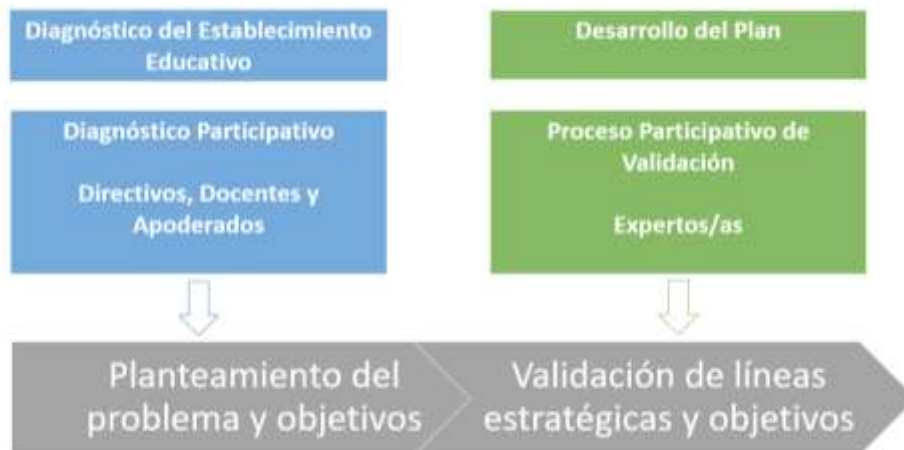 Diagnóstico del Establecimiento
Educativo
Diagnóstico Participativo
Directivos, Docentes y
Apoderados
Desarrollo del Plan
Proceso Participativo de
Validación
Expertos/as
Planteamiento del
problema y objetivos
Validación de líneas
estratégicas y objetivos